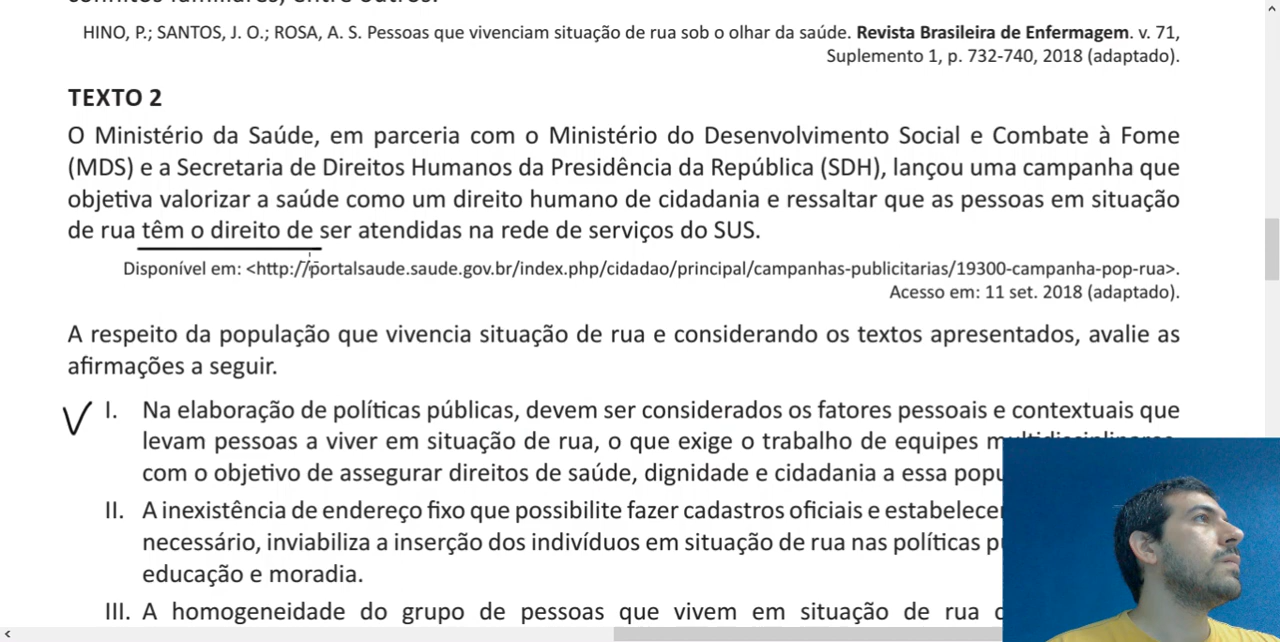 HINO, P.; SANTOS, J. O.; ROSA, A. S. Pessoas que vivenciam situação de rua sob o olhar da saúde. Revista Brasileira de Enfermagem. v. 71,
Suplemento 1, p. 732-740, 2018 (adaptado).
TEXTO 2
O Ministério da Saúde, em parceria com o Ministério do Desenvolvimento Social e Combate à Fome
(MDS) e a Secretaria de Direitos Humanos da Presidência da República (SDH), lançou uma campanha que
objetiva valorizar a saúde como um direito humano de cidadania e ressaltar que as pessoas em situação
de rua têm o direito de ser atendidas na rede de serviços do SUS.
Disponível em: <http://portalsaude.saude.gov.br/index.php/cidadao/principal/campanhas-publicitarias/19300-campanha-pop-rua>.
Acesso em: 11 set. 2018 (adaptado).
A respeito da população que vivencia situação de rua e considerando os textos apresentados, avalie as
afirmações a seguir.
I. Na elaboração de políticas públicas, devem ser considerados os fatores pessoais e contextuais que
levam pessoas a viver em situação de rua, o que exige o trabalho de equipes
com o objetivo de assegurar direitos de saúde, dignidade e cidadania a essa
II. A inexistência de endereço fixo que possibilite fazer cadastros oficiais e
necessário, inviabiliza a inserção dos indivíduos em situação de rua nas políticas
educação e moradia.
III. A homogeneidade do grupo de pessoas que vivem em situação de rua